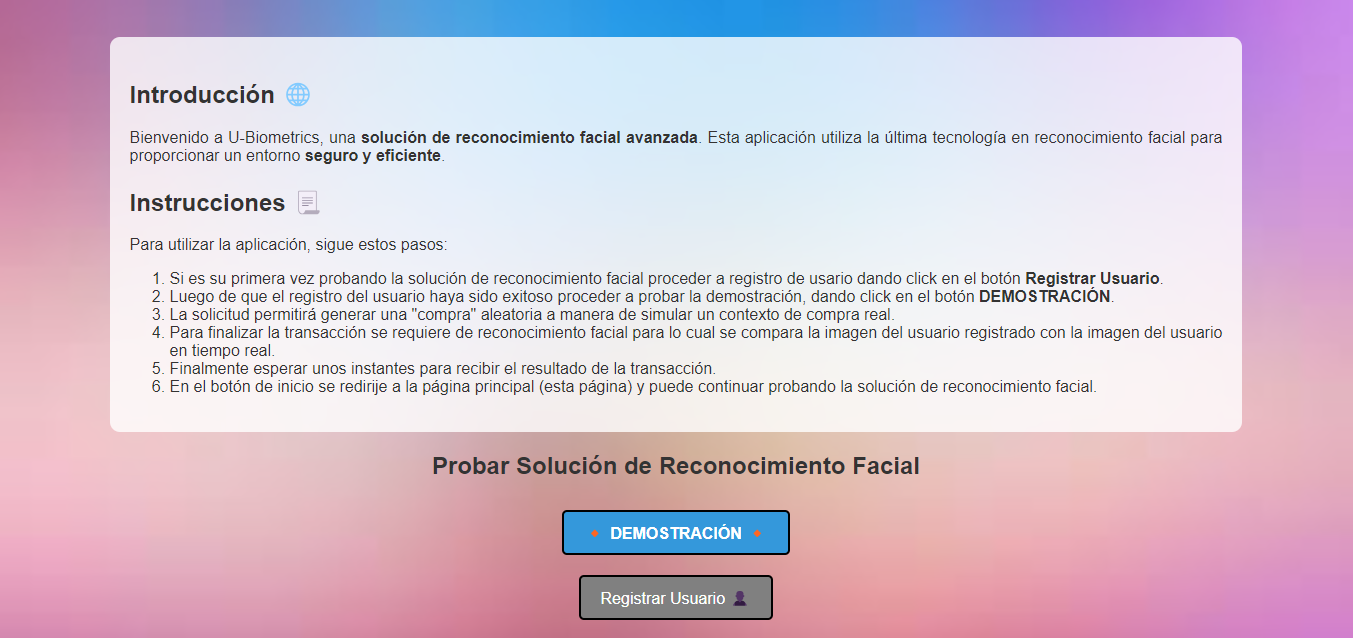 Introducción 🌐
Bienvenido a U-Biometrics, una solución de reconocimiento facial avanzada. Esta aplicación utiliza la última tecnología en reconocimiento facial para
proporcionar un entorno seguro y eficiente.
Instrucciones 📃
Para utilizar la aplicación, sigue estos pasos:
1. Si es su primera vez probando la solución de reconocimiento facial proceder a registro de usario dando click en el botón Registrar Usuario.
2. Luego de que el registro del usuario haya sido exitoso proceder a probar la demostración, dando click en el botón DEMOSTRACIÓN.
3. La solicitud permitirá generar una "compra" aleatoria a manera de simular un contexto de compra real.
4. Para finalizar la transacción se requiere de reconocimiento facial para lo cual se compara la imagen del usuario registrado con la imagen del usuario
en tiempo real.
5. Finalmente esperar unos instantes para recibir el resultado de la transacción.
6. En el botón de inicio se redirije a la página principal (esta página) y puede continuar probando la solución de reconocimiento facial.
Probar Solución de Reconocimiento Facial
🔸 DEMOSTRACIÓN 🔸
Registrar Usuario 👤